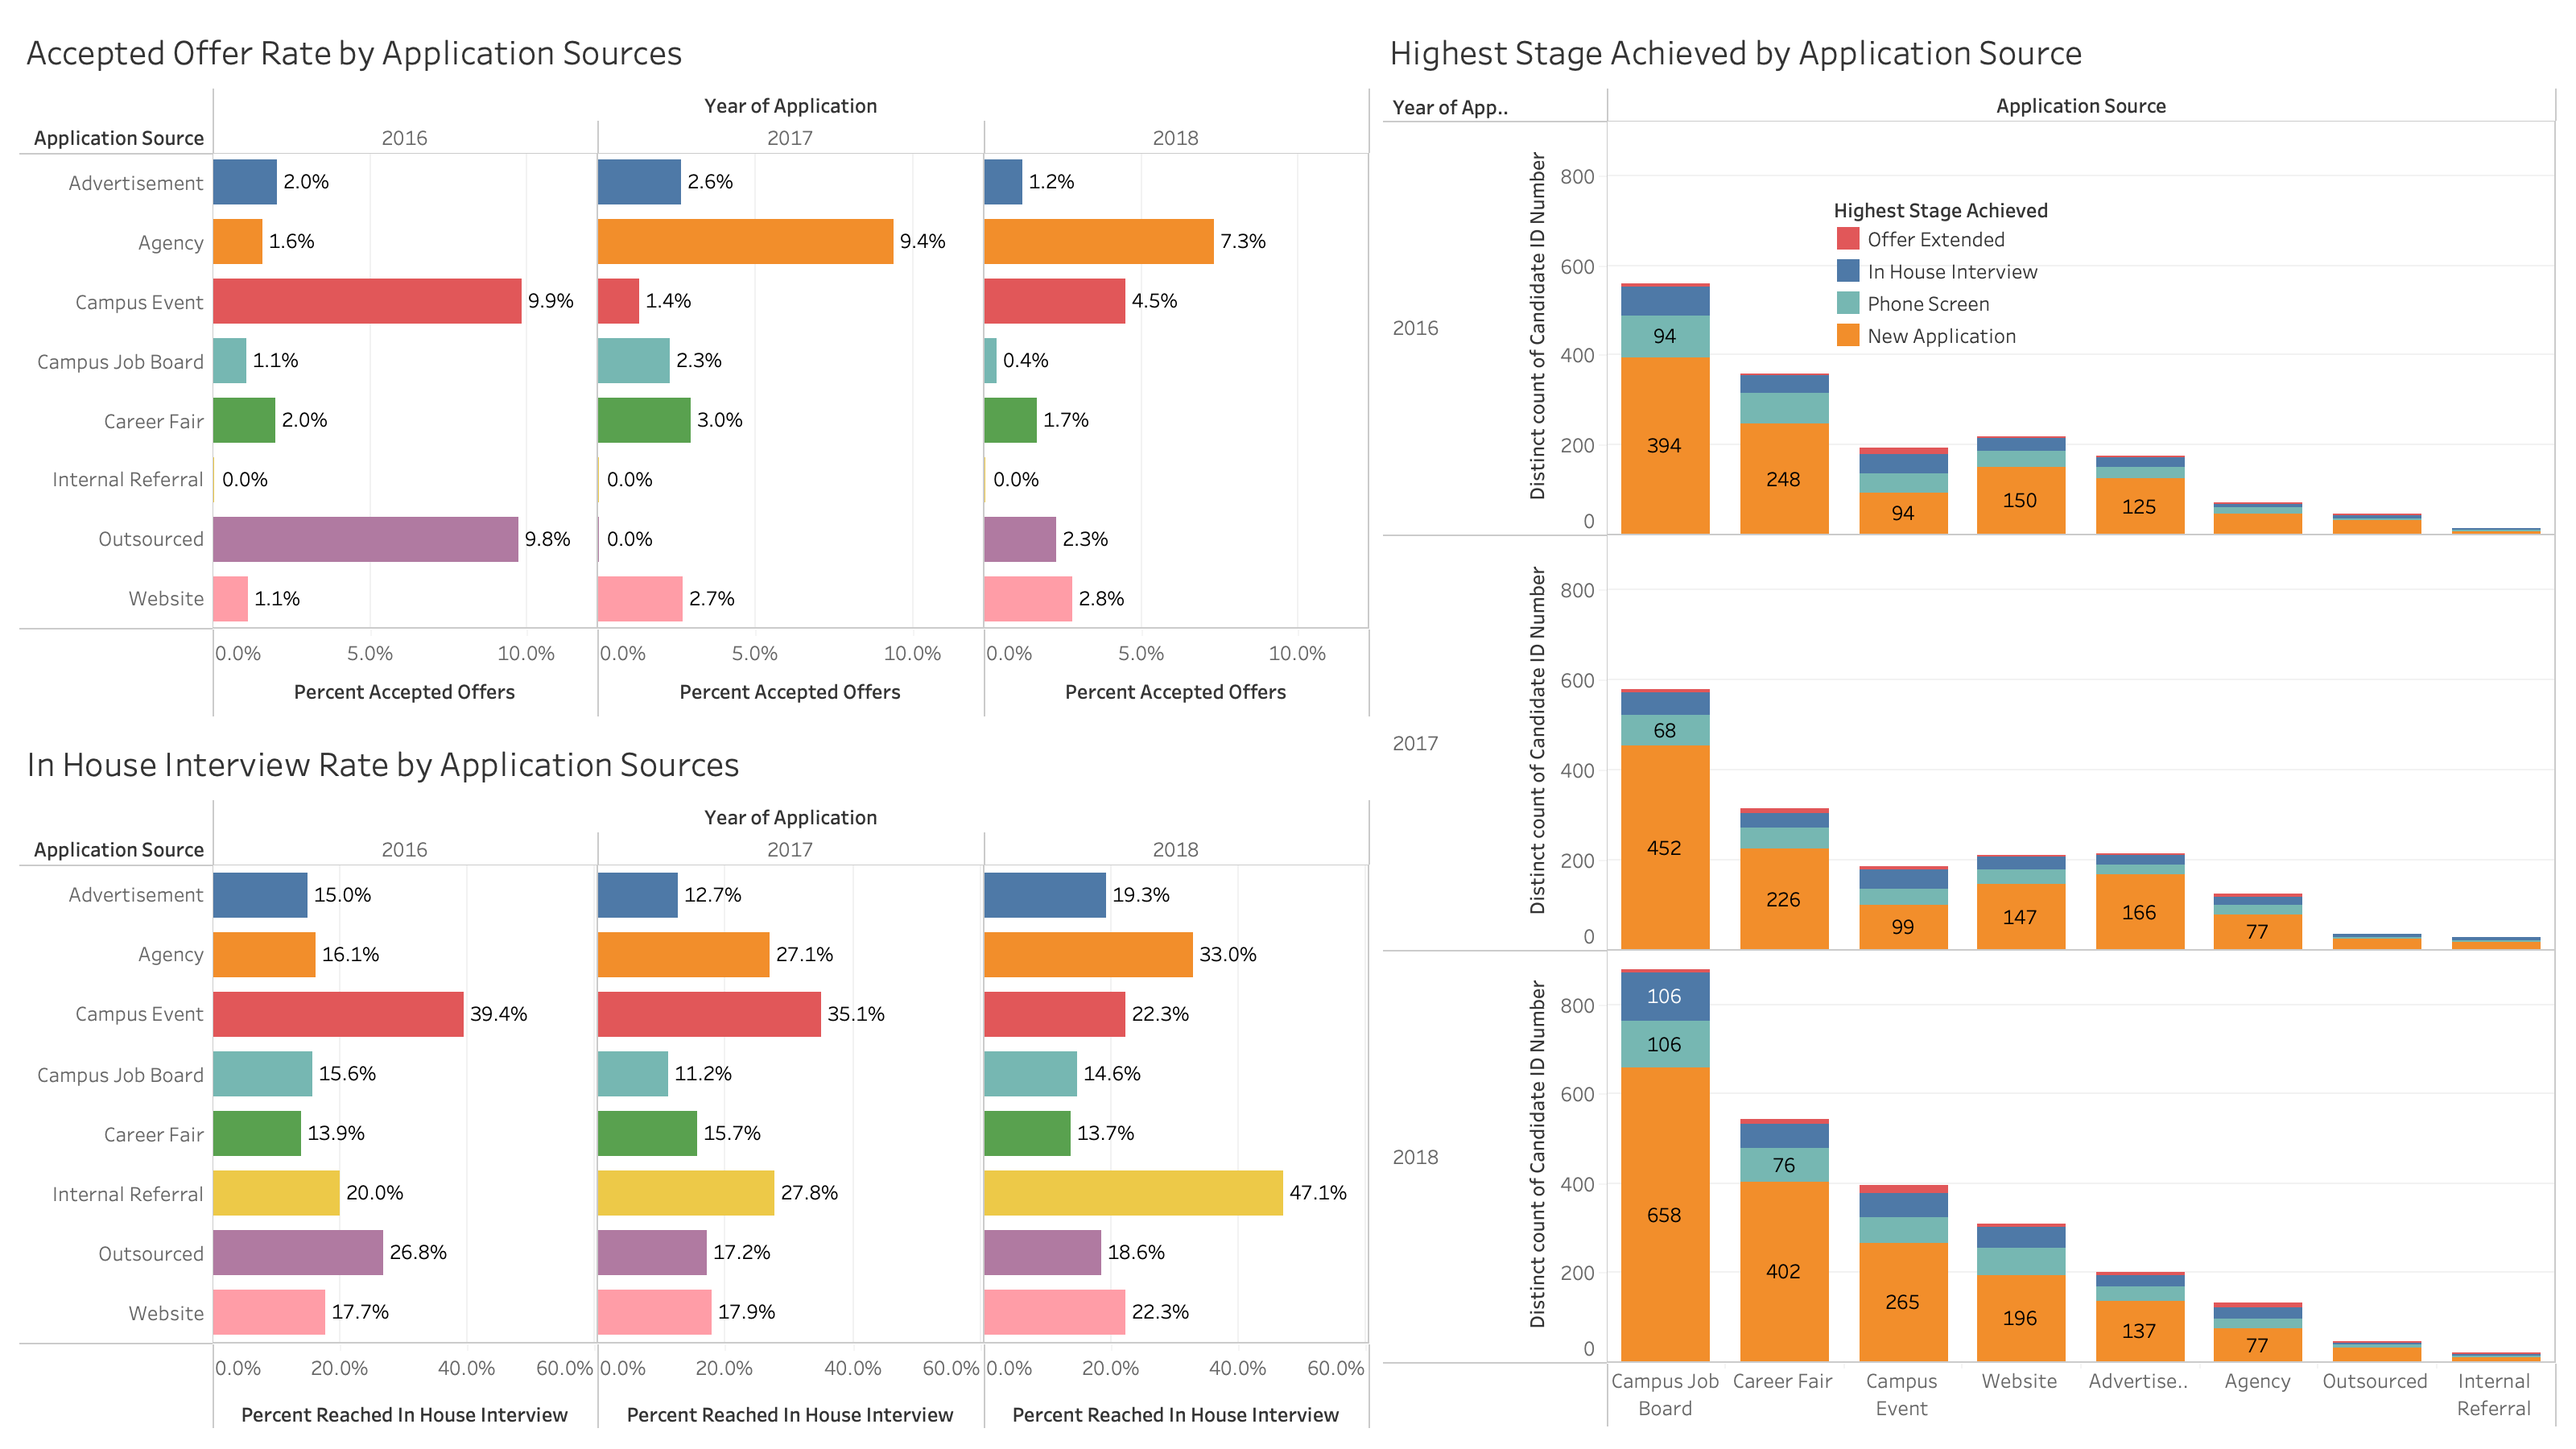 Accepted Offer Rate by Application Sources
Year of Application
Application Source 2016 2017 2018
Advertisement 2.0% 2.6% 1.2%
Agency 1.6% 9.4% 7.3%
Campus Event 9.9% 1.4% 4.5%
Campus Job Board 1.1% 2.3% 0.4%
Career Fair 2.0% 3.0% 1.7%
Internal Referral 0.0% 0.0% 0.0%
Outsourced 9.8% 0.0% 2.3%
Website 1.1% 2.7% 2.8%
0.0% 5.0% 10.0% 0.0% 5.0% 10.0% 0.0% 5.0% 10.0%
Percent Accepted Offers Percent Accepted Offers Percent Accepted Offers
In House Interview Rate by Application Sources
Year of Application
Application Source 2016 2017 2018
Advertisement 15.0% 12.7% 19.3%
Agency 16.1% 27.1% 33.0%
Campus Event 39.4% 35.1% 22.3%
Campus Job Board 15.6% 11.2% 14.6%
Career Fair 13.9% 15.7% 13.7%
Internal Referral 20.0% 27.8% 47.1%
Outsourced 26.8% 17.2% 18.6%
Website 17.7% 17.9% 22.3%
0.0% 20.0% 40.0% 60.0% 0.0% 20.0% 40.0% 60.0% 0.0% 20.0% 40.0% 60.0%
Percent Reached In House Interview Percent Reached In House Interview Percent Reached In House Interview
Highest Stage Achieved by Application Source
Year of App.. Application Source
2016
Distinct count of Candidate ID Number
800
600
400
200
0
Highest Stage Achieved
Offer Extended
In House Interview
Phone Screen
New Application
94
394 248 94 150 125
2017
Distinct count of Candidate ID Number
800
600
400
200
0
68
452 226 99 147 166 77
2018
Distinct count of Candidate ID Number
800
600
400
200
0
106
106 76
658 402 265 196 137 77
Campus Job Career Fair Campus Website Advertise.. Agency Outsourced Internal
Board Event Referral